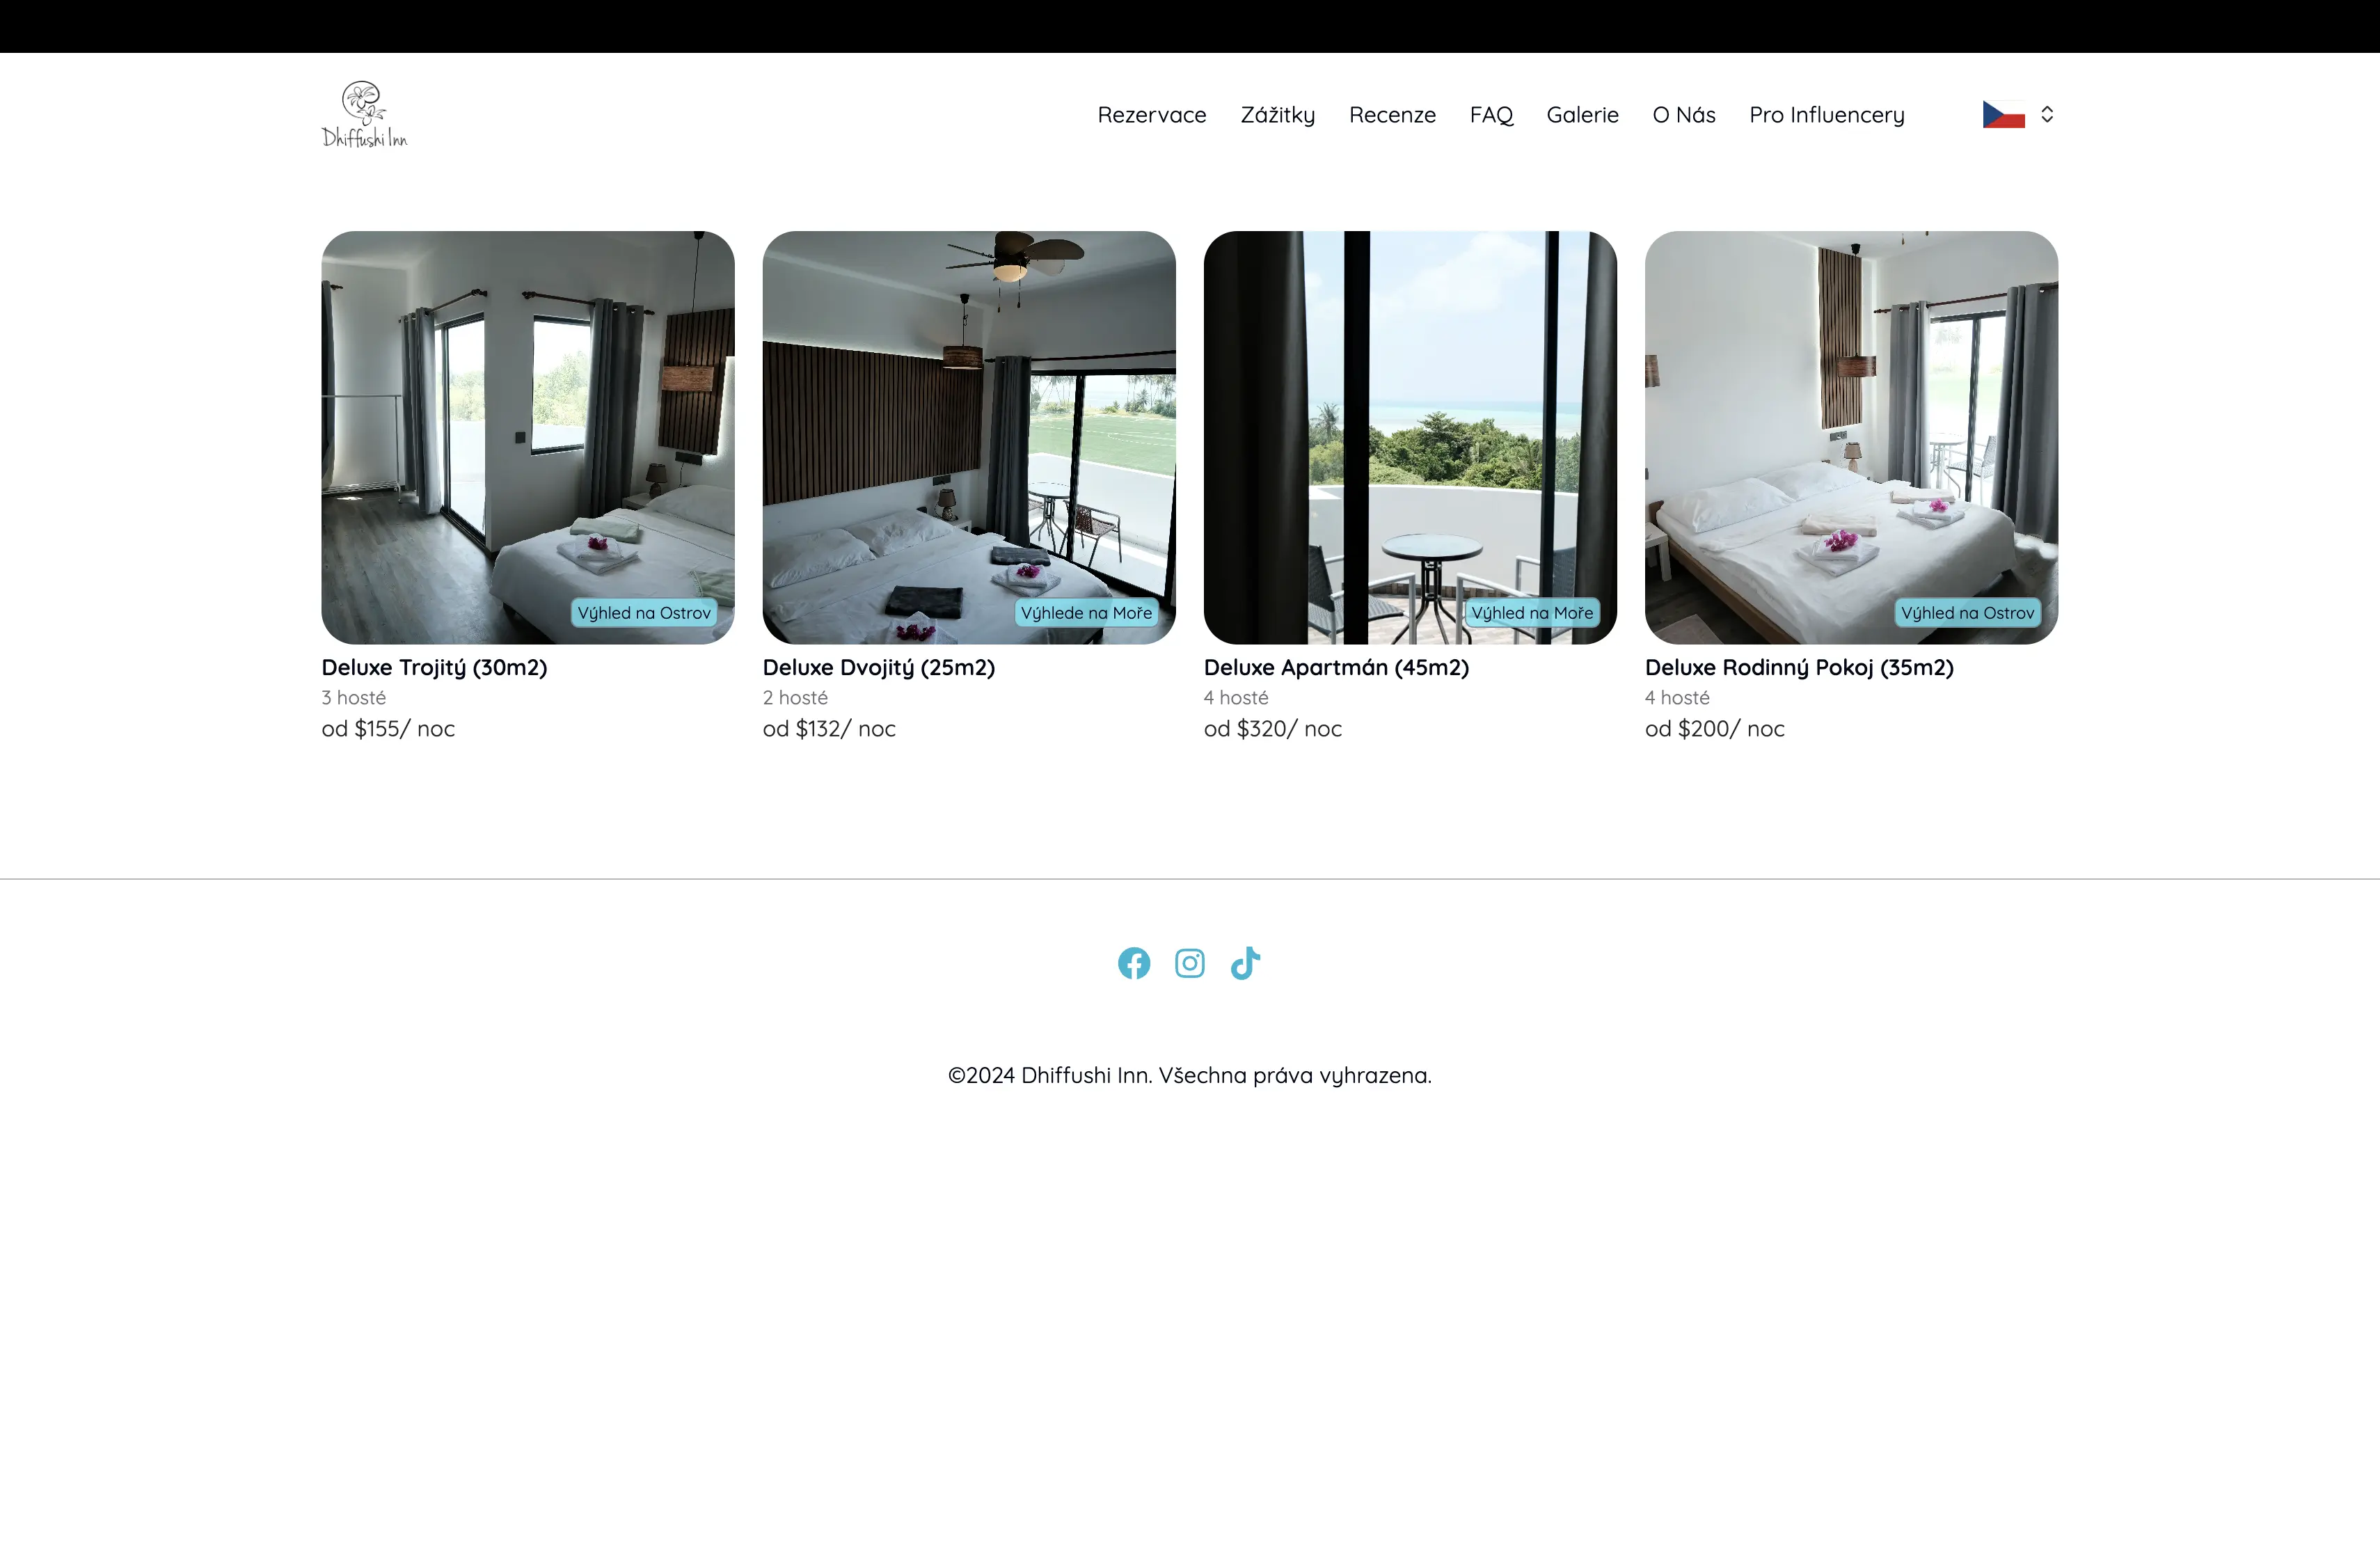 Dhiffushi Inn
Rezervace Zážitky Recenze FAQ Galerie O Nás Pro Influencery
Výhled na Ostrov
Výhlede na Moře
Výhled na Moře
Výhled na Ostrov
Deluxe Trojitý (30m2)
3 hosté
od $155/ noc
Deluxe Dvojitý (25m2)
2 hosté
od $132/ noc
Deluxe Apartmán (45m2)
4 hosté
od $320/ noc
Deluxe Rodinný Pokoj (35m2)
4 hosté
od $200/ noc
©2024 Dhiffushi Inn. Všechna práva vyhrazena.